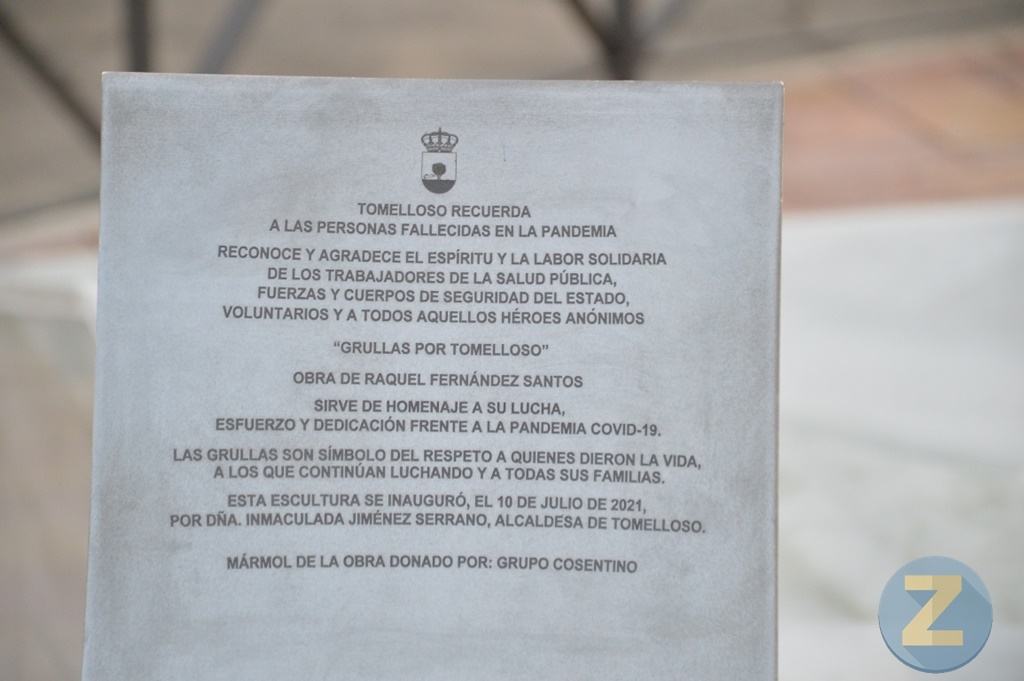 TOMELLOSO RECUERDA
A LAS PERSONAS FALLECIDAS EN LA PANDEMIA
RECONOCE Y AGRADECE EL ESPÍRITU Y LA LABOR SOLIDARIA
DE LOS TRABAJADORES DE LA SALUD PÚBLICA,
FUERZAS Y CUERPOS DE SEGURIDAD DEL ESTADO,
VOLUNTARIOS Y A TODOS AQUELLOS HÉROES ANÓNIMOS
“GRULLAS POR TOMELLOSO”
OBRA DE RAQUEL FERNÁNDEZ SANTOS
SIRVE DE HOMENAJE A SU LUCHA,
ESFUERZO Y DEDICACIÓN FRENTE A LA PANDEMIA COVID-19.
LAS GRULLAS SON SÍMBOLO DEL RESPETO A QUIENES DIERON LA VIDA,
A LOS QUE CONTINÚAN LUCHANDO Y A TODAS SUS FAMILIAS.
ESTA ESCULTURA SE INAUGURÓ, EL 10 DE JULIO DE 2021,
POR DÑA. INMACULADA JIMÉNEZ SERRANO, ALCALDESA DE TOMELLOSO.
MÁRMOL DE LA OBRA DONADO POR: GRUPO COSENTINO
Z